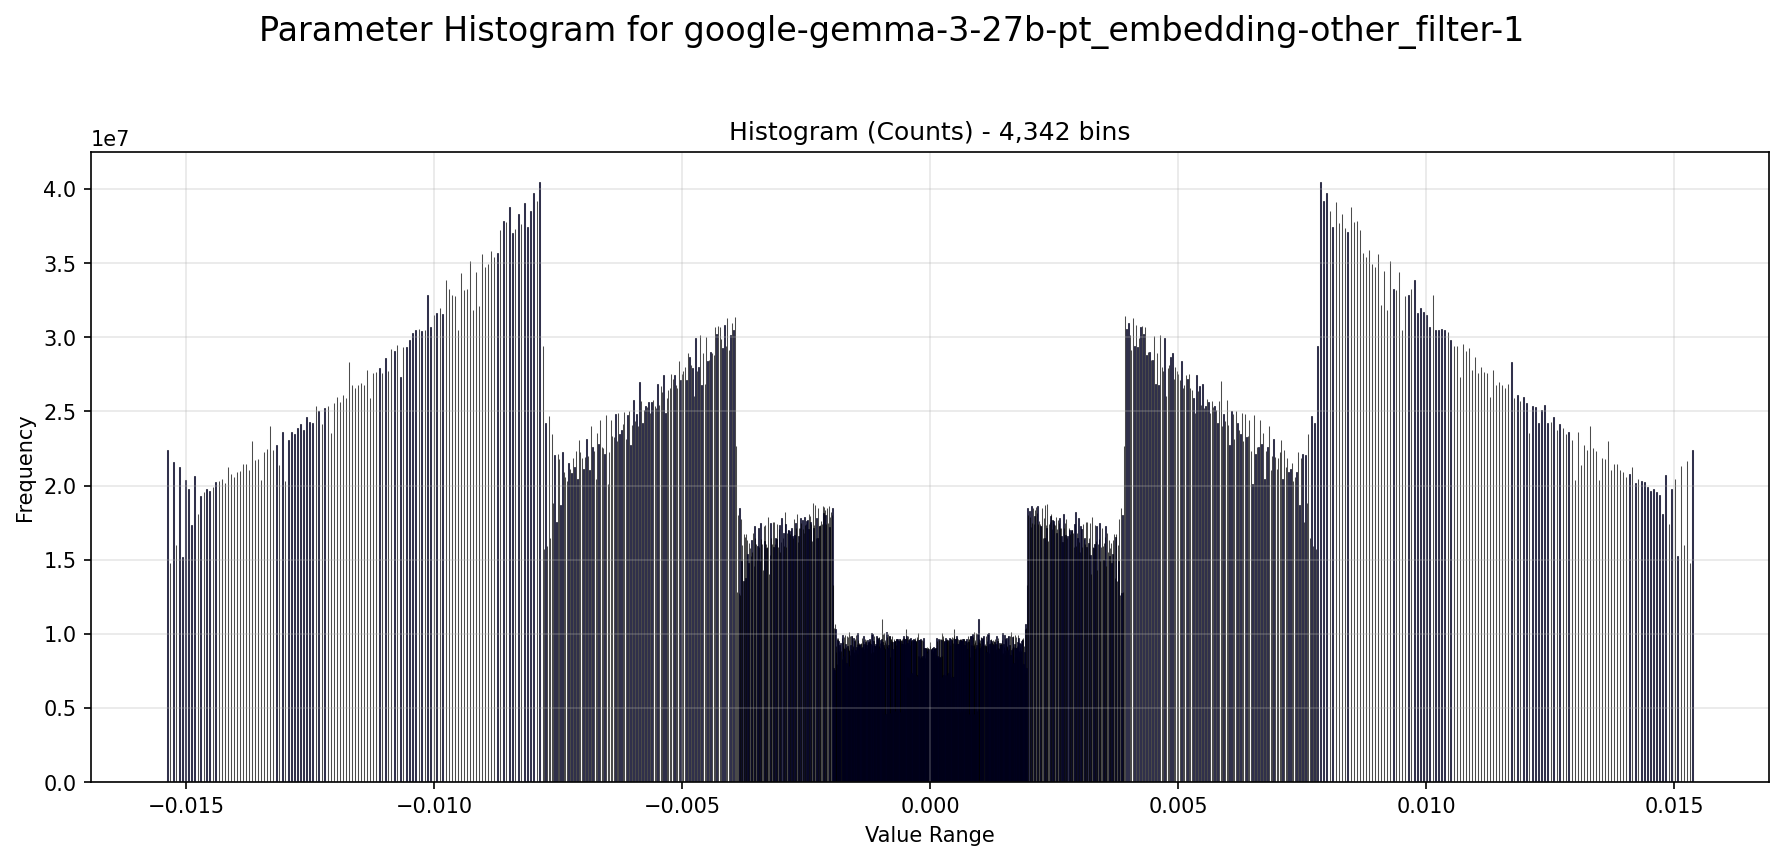 Parameter Histogram for google-gemma-3-27b-pt_embedding-other_filter-1
Histogram (Counts) - 4,342 bins
1e7
4.0
3.5
3.0
2.5
2.0
1.5
1.0
0.5
0.0
Frequency
−0.015 −0.010 −0.005 0.000 0.005 0.010 0.015
Value Range